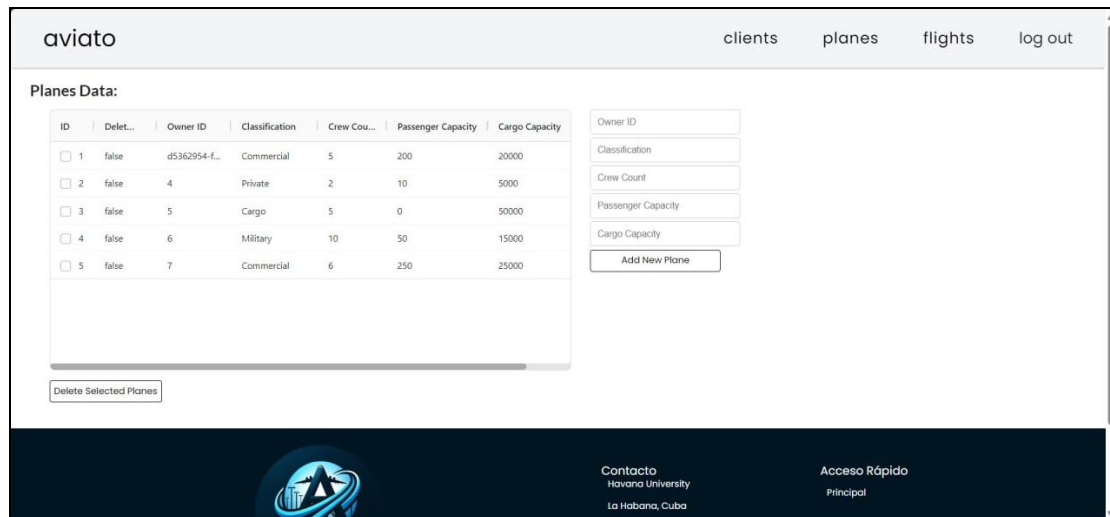 aviato clients planes flights log out
Planes Data:
ID Delet... Owner ID Classification Crew Cou... Passenger Capacity Cargo Capacity
1 false d5362954-f... Commercial 5 200 20000
2 false 4 Private 2 10 5000
3 false 5 Cargo 5 0 50000
4 false 6 Military 10 50 15000
5 false 7 Commercial 6 250 25000
Owner ID
Classification
Crew Count
Passenger Capacity
Cargo Capacity
Add New Plane
Delete Selected Planes
Contacto
Havana University
La Habana, Cuba
Acceso Rápido
Principal